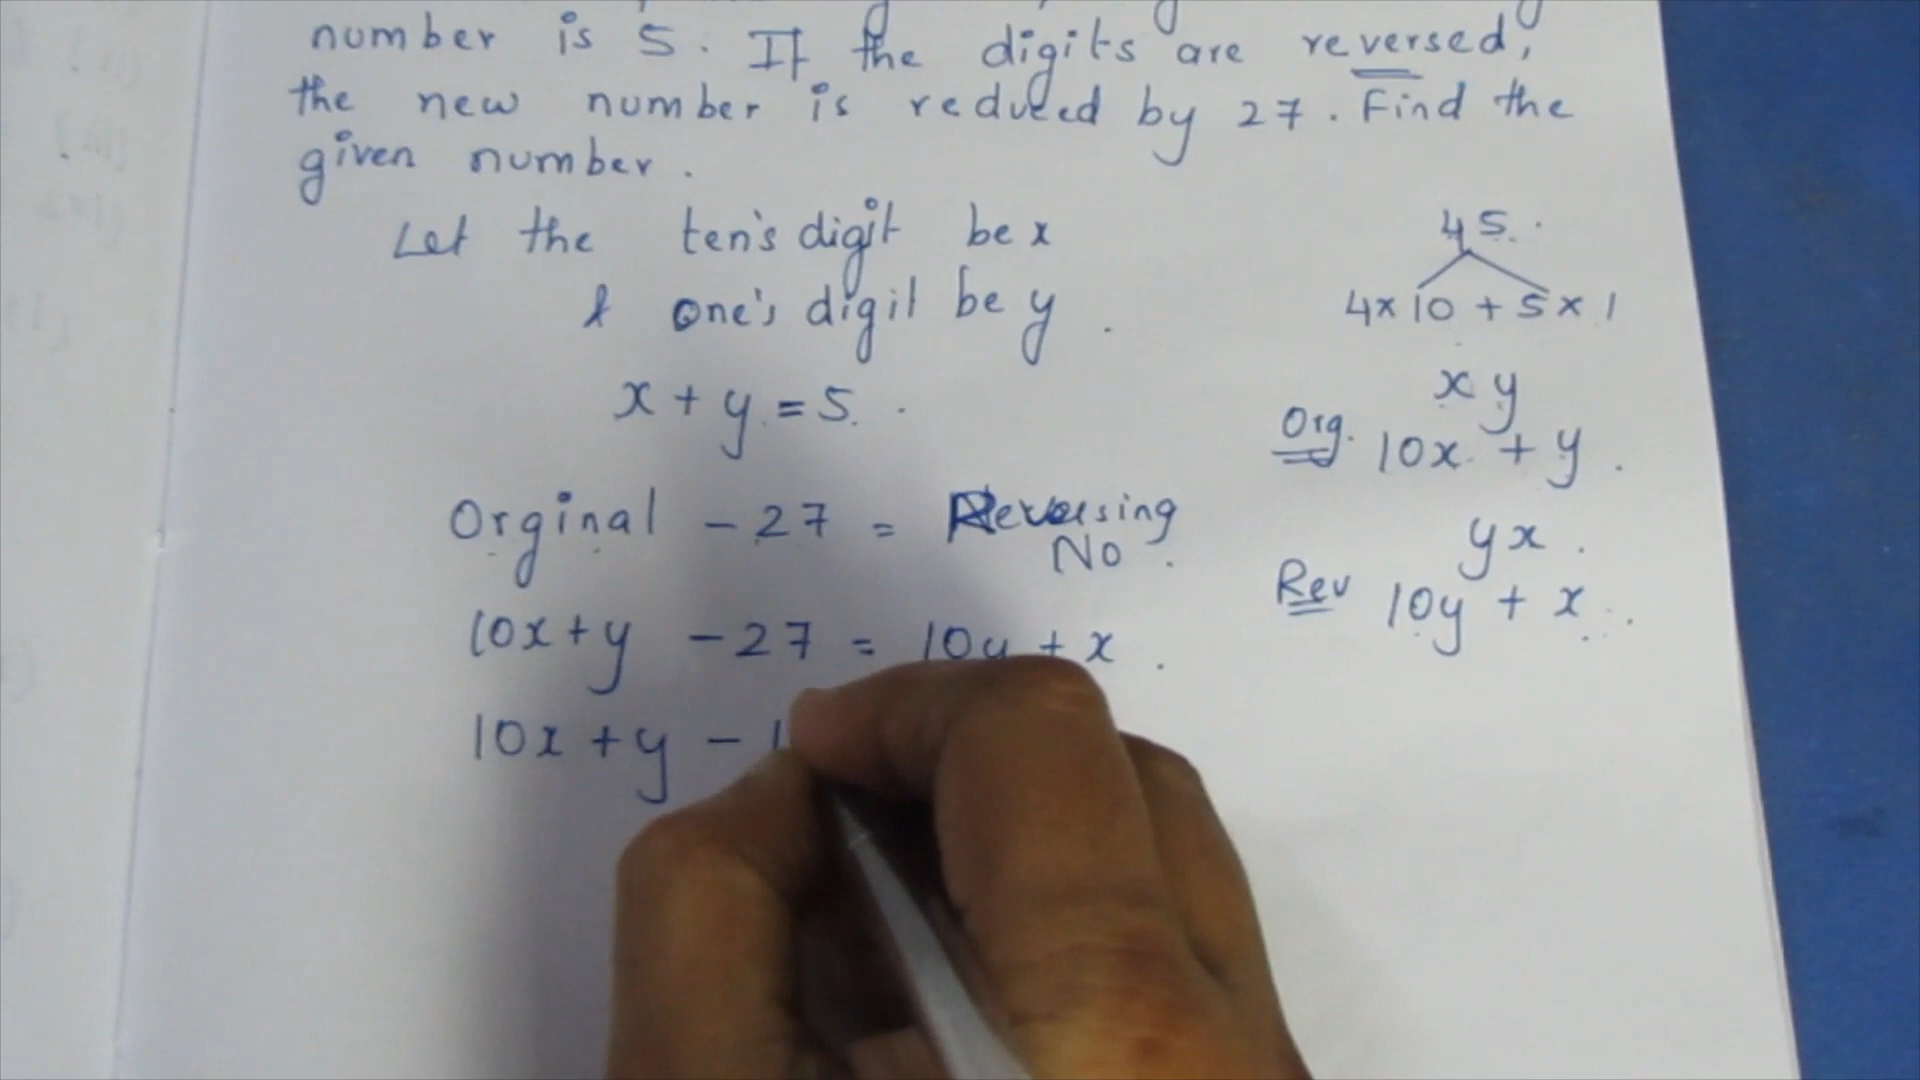 number is 5. If the digits are reversed,
the new number is reduced by 27. Find the
given number.
Let the ten's digit be x
& one's digit be y.
x + y = 5.
Orginal - 27 = Reversing
No.
10x + y - 27 = 10y + x.
10x + y - 1
45.
4x10 + 5x1
xy
Org. 10x + y.
yx.
Rev 10y + x.